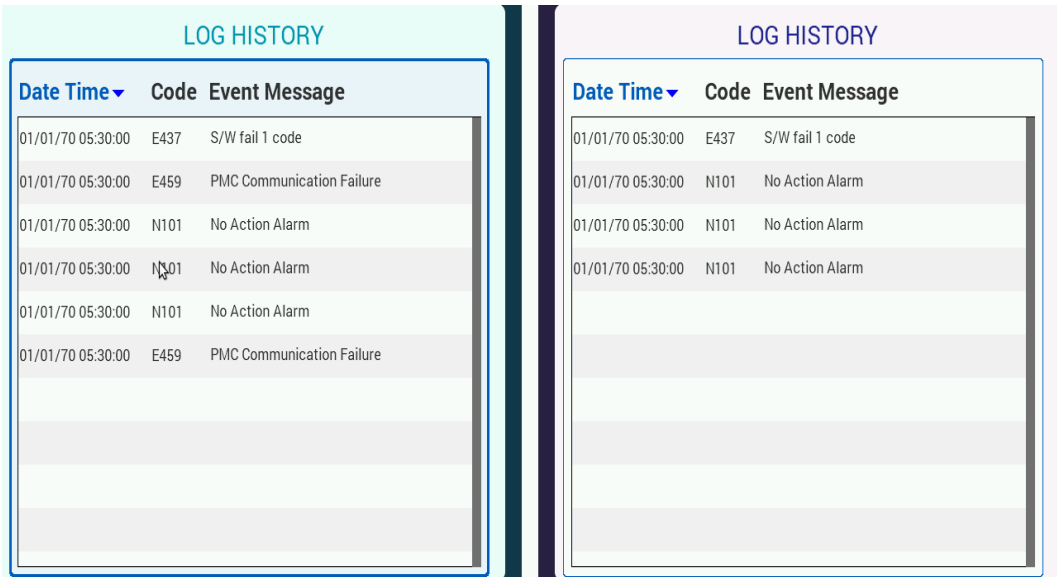 LOG HISTORY
Date Time Code Event Message
01/01/70 05:30:00 E437 S/W fail 1 code
01/01/70 05:30:00 E459 PMC Communication Failure
01/01/70 05:30:00 N101 No Action Alarm
01/01/70 05:30:00 N101 No Action Alarm
01/01/70 05:30:00 N101 No Action Alarm
01/01/70 05:30:00 E459 PMC Communication Failure
LOG HISTORY
Date Time Code Event Message
01/01/70 05:30:00 E437 S/W fail 1 code
01/01/70 05:30:00 N101 No Action Alarm
01/01/70 05:30:00 N101 No Action Alarm
01/01/70 05:30:00 N101 No Action Alarm